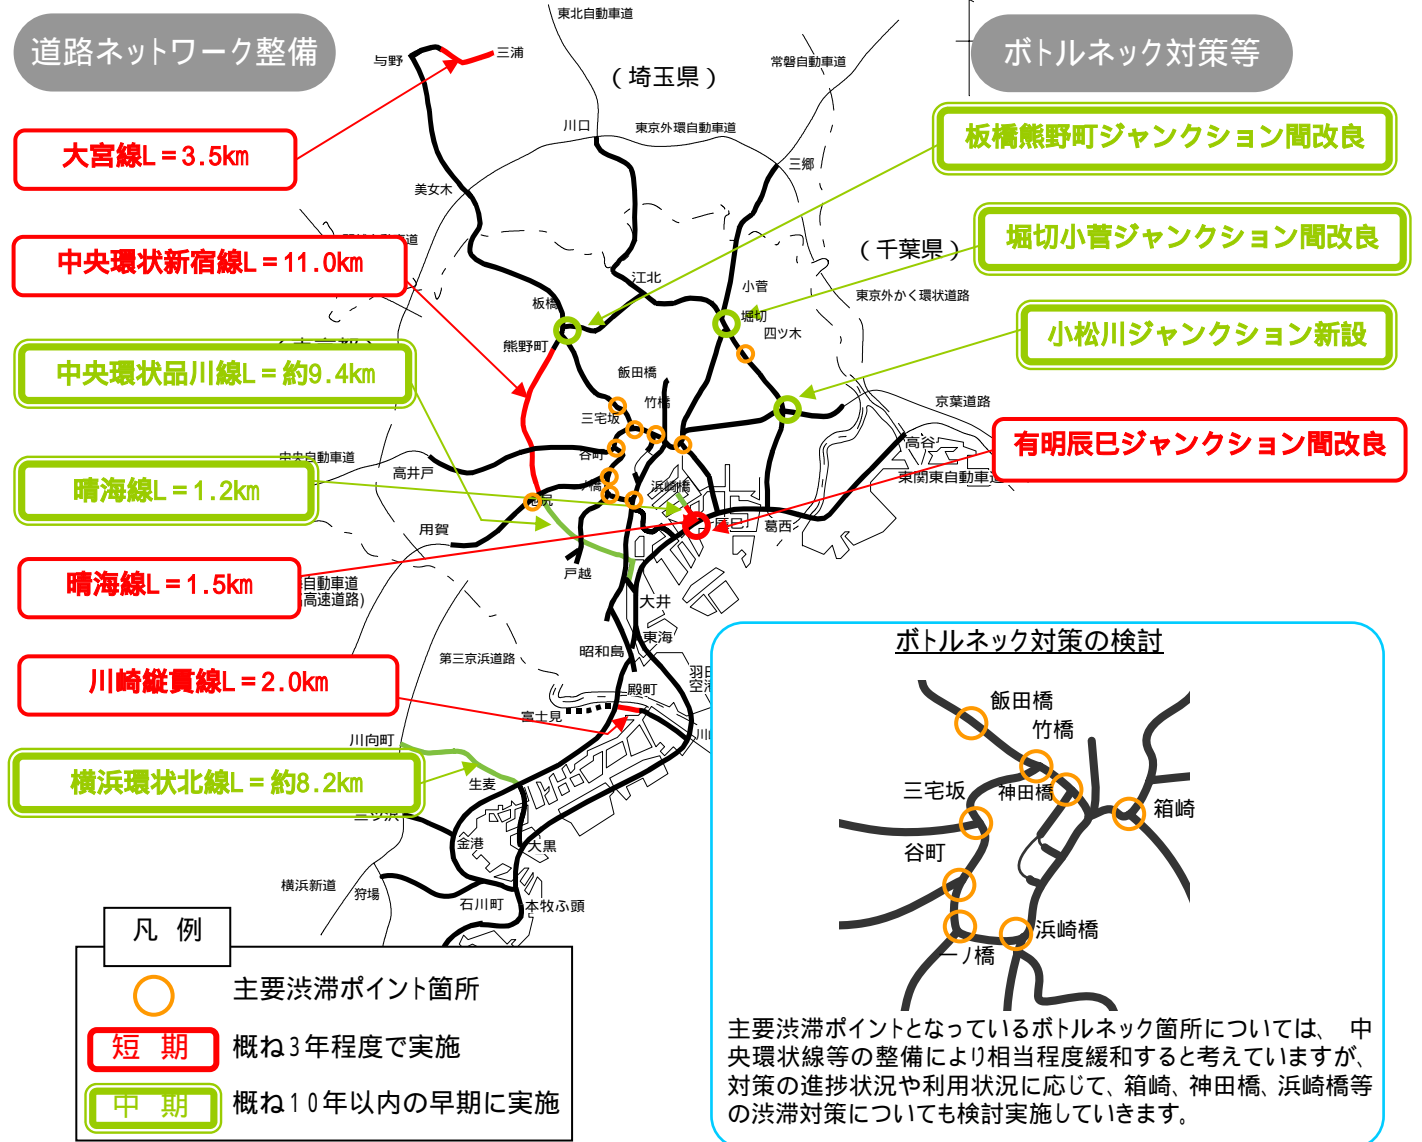 道路ネットワーク整備
ボトルネック対策等
東北自動車道
与野
三浦
(埼玉県)
常磐自動車道
大宮線L=3.5km
川口
東京外環自動車道
板橋熊野町ジャンクション間改良
三郷
美女木
中央環状新宿線L=11.0km
(千葉県)
堀切小菅ジャンクション間改良
江北
小菅
東京外かく環状道路
板橋
堀切
四ツ木
小松川ジャンクション新設
熊野町
中央環状品川線L=約9.4km
飯田橋
竹橋
三宅坂
京葉道路
有明辰巳ジャンクション間改良
高谷
谷町
中央自動車道
高井戸
東関東自動車道
晴海線L=1.2km
浜崎橋
辰巳
葛西
用賀
戸越
晴海線L=1.5km
自動車道
高速道路)
大井
東海
昭和島
第三京浜道路
川崎縦貫線L=2.0km
殿町
富士見
川向町
横浜環状北線L=約8.2km
生麦
金港
大黒
横浜新道
狩場
石川町
本牧ふ頭
ボトルネック対策の検討
飯田橋
竹橋
三宅坂
神田橋
箱崎
谷町
浜崎橋
一ノ橋
主要渋滞ポイントとなっているボトルネック箇所については、 中
央環状線等の整備により相当程度緩和すると考えていますが、
対策の進捗状況や利用状況に応じて、箱崎、神田橋、浜崎橋等
の渋滞対策についても検討実施していきます。
凡 例
主要渋滞ポイント箇所
短 期
概ね3年程度で実施
中 期
概ね10年以内の早期に実施